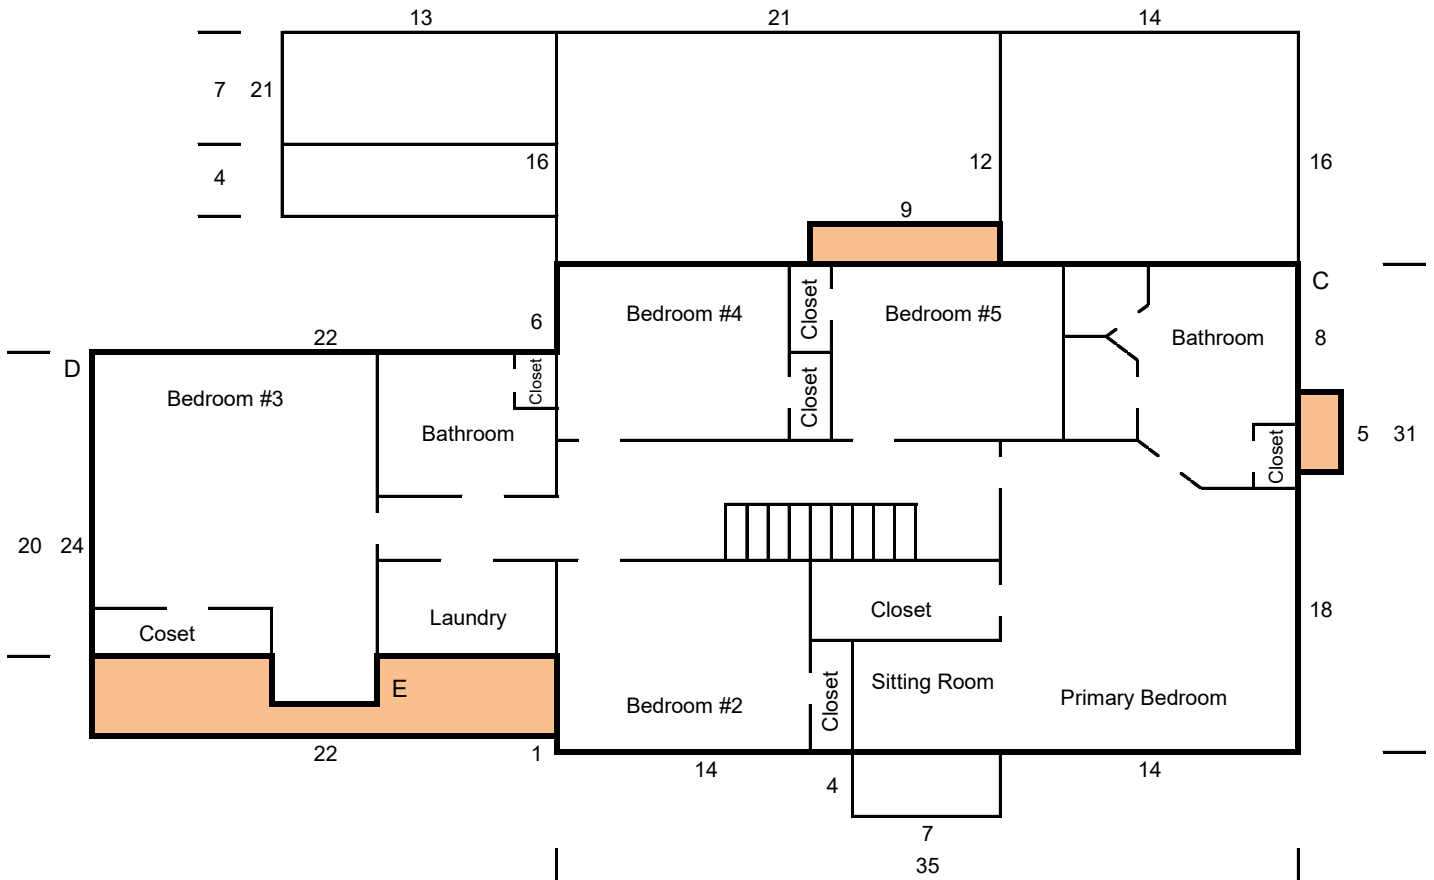 13 21 14
7 21
4 16 12 16
9
C
6 Closet Bedroom #4 Bedroom #5
22 Bathroom 8
D
Bedroom #3 Closet Closet
Bathroom Closet 5 31
20 24
Closet 18
Laundry
Coset
E Sitting Room
Bedroom #2 Closet Primary Bedroom
22 1
14 14
4
7
35